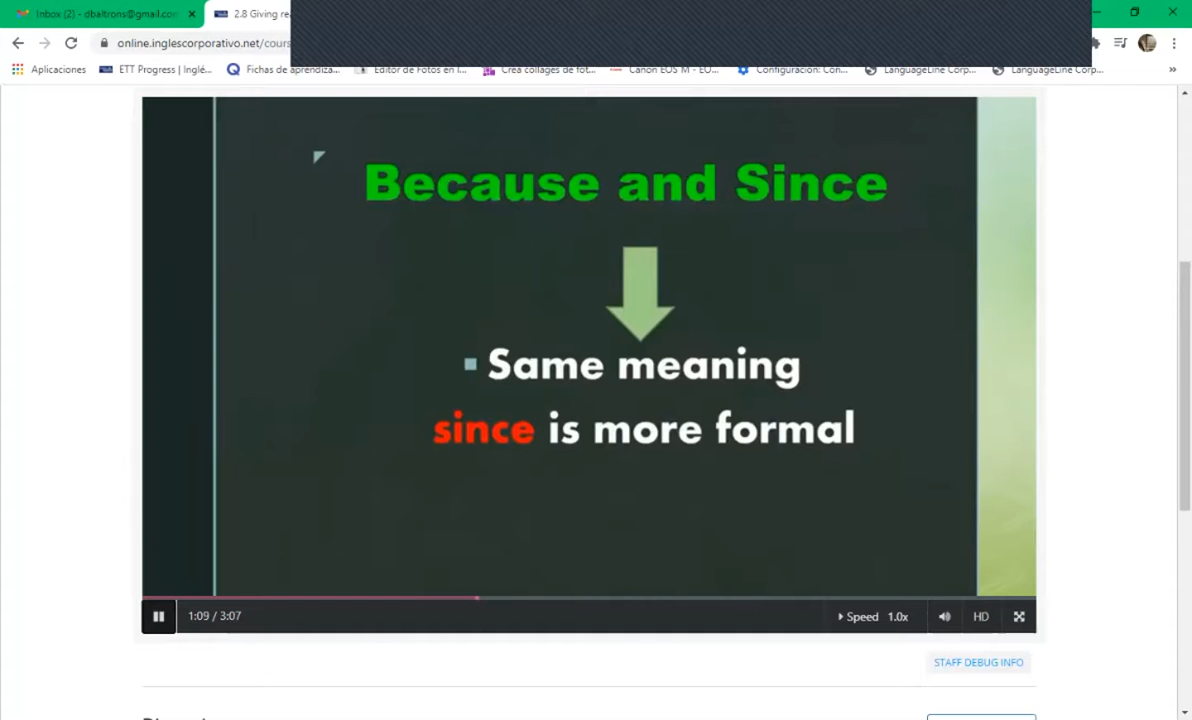 Inbox (2) - dbaltrons@gmail.com
2.8 Giving re
online.inglescorporativo.net/cours
Aplicaciones
ETT Progress | Inglé...
Fichas de aprendiza...
Editor de Fotos en l...
Crea collages de fot...
Canon EOS M - EO...
Configuración: Con...
LanguageLine Corp...
LanguageLine Corp...
Because and Since
Same meaning
since is more formal
1:09 / 3:07
Speed 1.0x
HD
STAFF DEBUG INFO